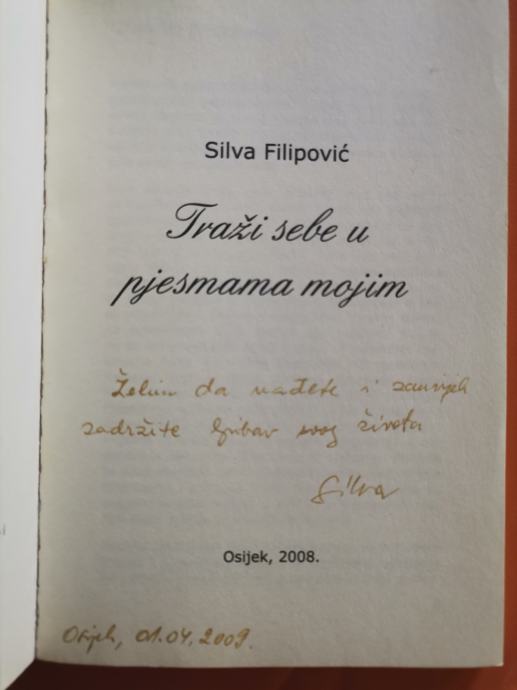 Silva Filipović
Traži sebe u
pjesmama mojim
Želim da nađete i zauvijek
zadržite ljubav svog života
Silva
Osijek, 2008.
Osijek, 01.04.2009.